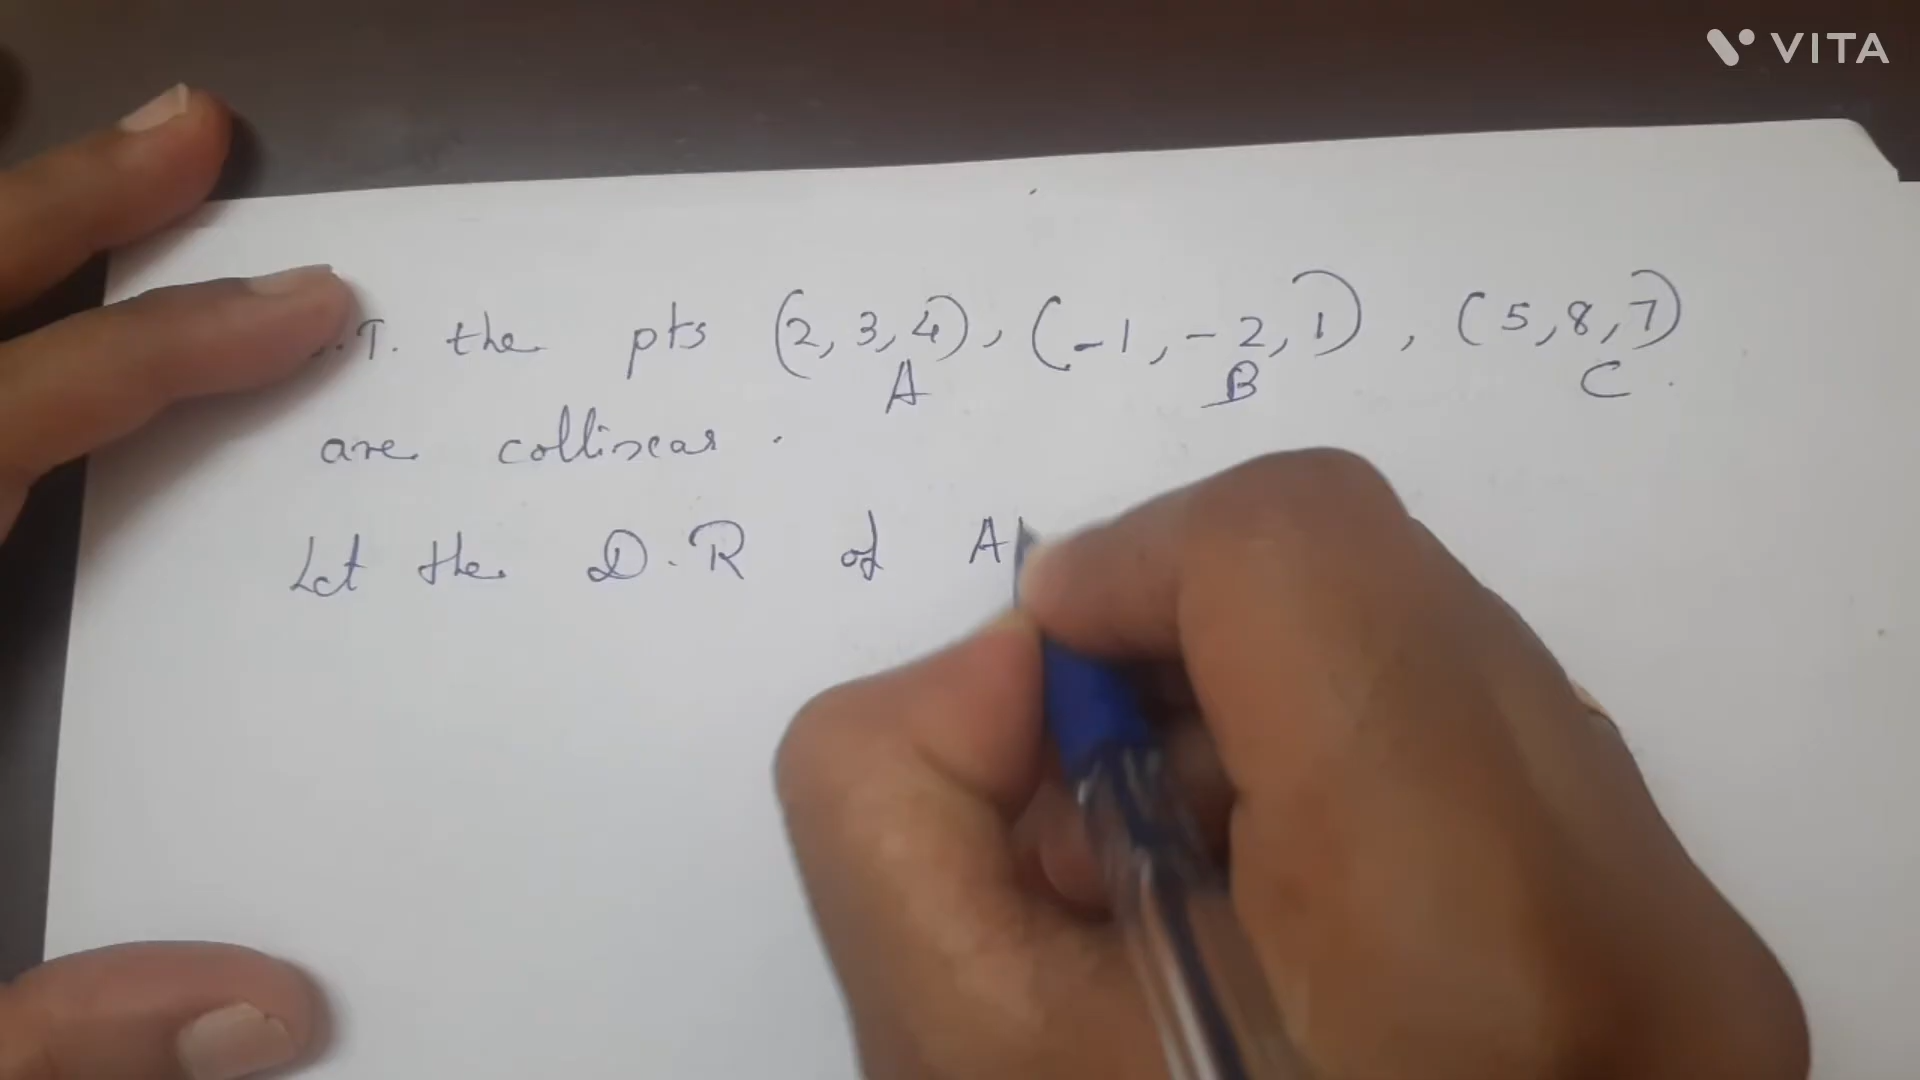 VITA
.T. the pts (2, 3, 4), (-1, -2, 1), (5, 8, 7)
A B C .
are collinear .
Let the D.R of A